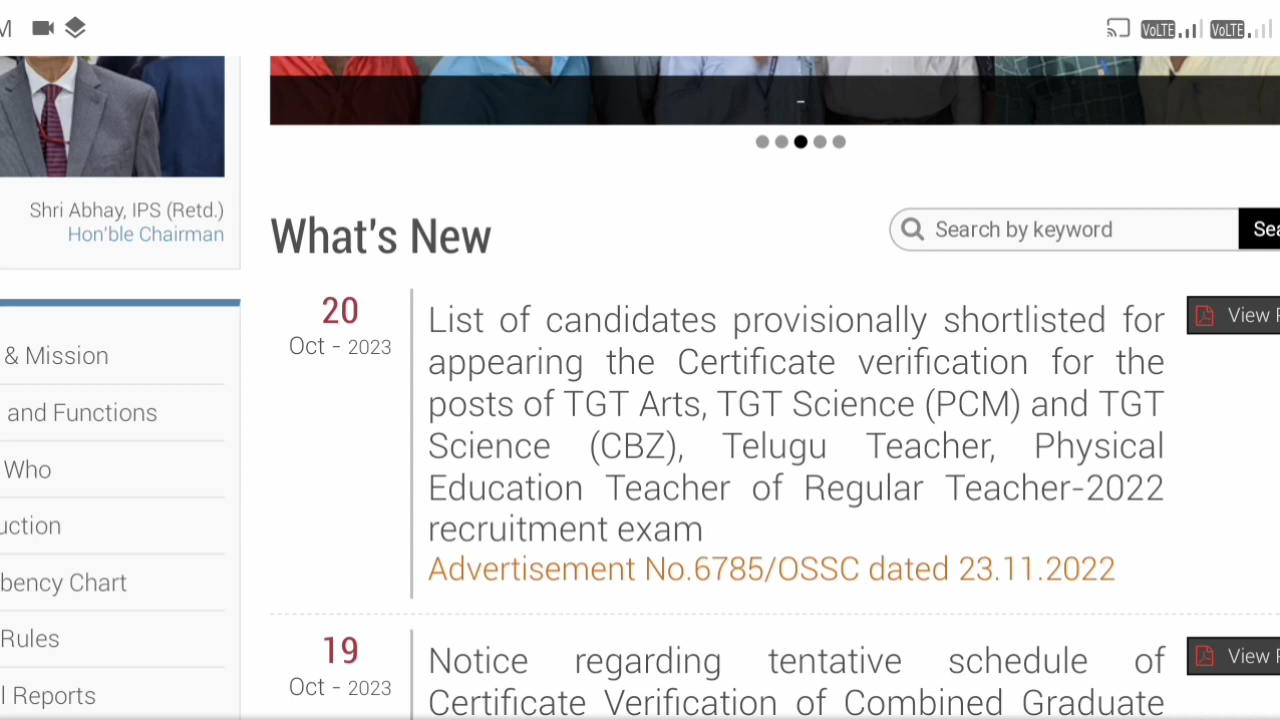 M
VoLTE VoLTE
-
Shri Abhay, IPS (Retd.)
Hon'ble Chairman
What's New
Search by keyword
Sea
& Mission
and Functions
Who
uction
bency Chart
Rules
l Reports
20
Oct - 2023
List of candidates provisionally shortlisted for
appearing the Certificate verification for the
posts of TGT Arts, TGT Science (PCM) and TGT
Science (CBZ), Telugu Teacher, Physical
Education Teacher of Regular Teacher-2022
recruitment exam
Advertisement No.6785/OSSC dated 23.11.2022
View
19
Oct - 2023
Notice regarding tentative schedule of
Certificate Verification of Combined Graduate
View